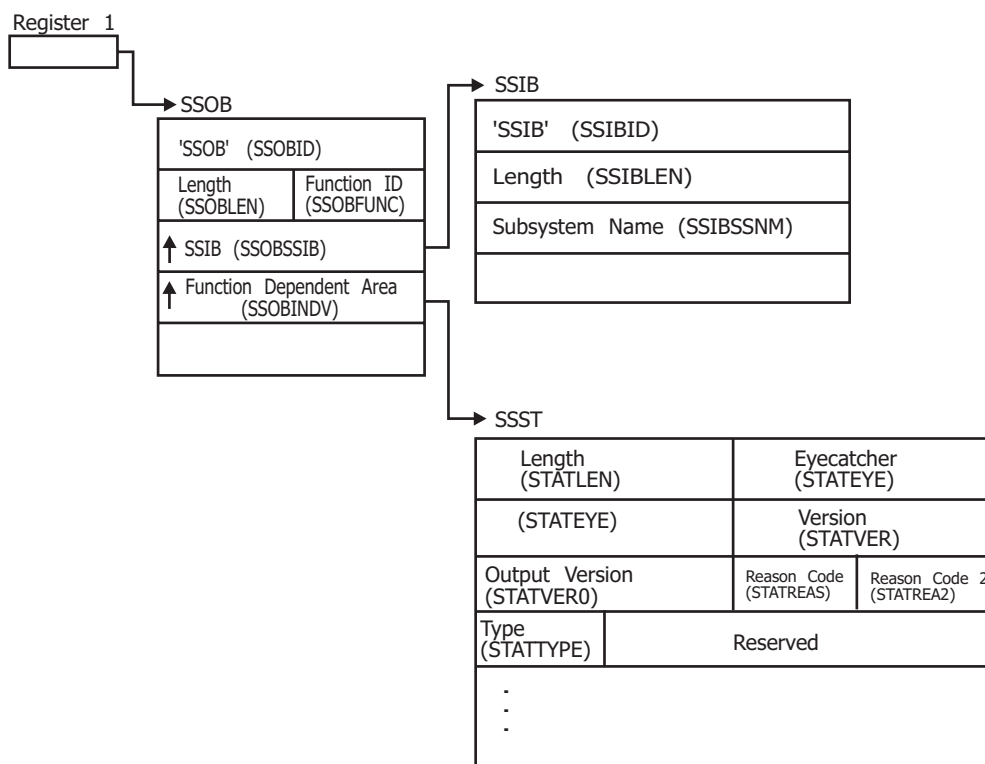 Register 1
SSOB
'SSOB' (SSOBID)
Length
(SSOBLEN)
Function ID
(SSOBFUNC)
SSIB (SSOBSSIB)
Function Dependent Area
(SSOBINDV)
SSIB
'SSIB' (SSIBID)
Length (SSIBLEN)
Subsystem Name (SSIBSSNM)
SSST
Length
(STATLEN)
Eyecatcher
(STATEYE)
(STATEYE)
Version
(STATVER)
Output Version
(STATVER0)
Reason Code
(STATREAS)
Reason Code 2
(STATREA2)
Type
(STATTYPE)
Reserved